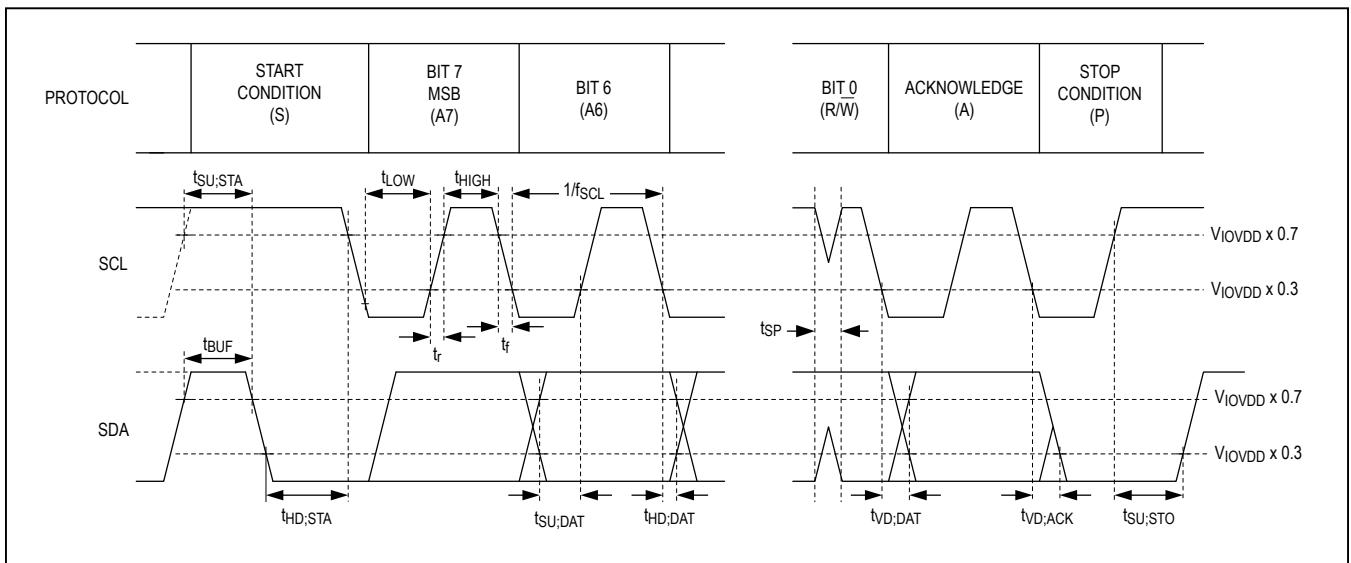 PROTOCOL
START
CONDITION
(S)
BIT 7
MSB
(A7)
BIT 6
(A6)
BIT 0
(R/W̅)
ACKNOWLEDGE
(A)
STOP
CONDITION
(P)
tSU;STA
tLOW
tHIGH
1/fSCL
VIOVDD x 0.7
SCL
VIOVDD x 0.3
tr
tf
tSP
tBUF
VIOVDD x 0.7
SDA
VIOVDD x 0.3
tHD;STA
tSU;DAT
tHD;DAT
tVD;DAT
tVD;ACK
tSU;STO